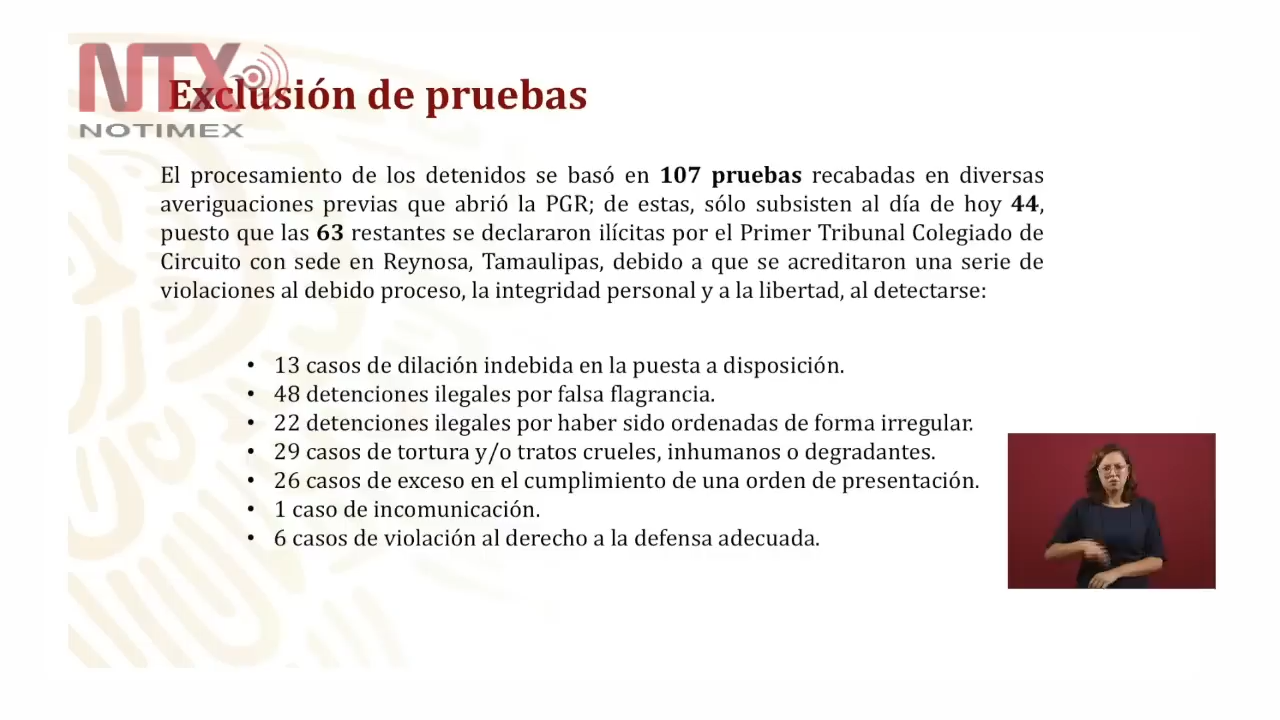 NTX
NOTIMEX
Exclusión de pruebas
El procesamiento de los detenidos se basó en 107 pruebas recabadas en diversas
averiguaciones previas que abrió la PGR; de estas, sólo subsisten al día de hoy 44,
puesto que las 63 restantes se declararon ilícitas por el Primer Tribunal Colegiado de
Circuito con sede en Reynosa, Tamaulipas, debido a que se acreditaron una serie de
violaciones al debido proceso, la integridad personal y a la libertad, al detectarse:
• 13 casos de dilación indebida en la puesta a disposición.
• 48 detenciones ilegales por falsa flagrancia.
• 22 detenciones ilegales por haber sido ordenadas de forma irregular.
• 29 casos de tortura y/o tratos crueles, inhumanos o degradantes.
• 26 casos de exceso en el cumplimiento de una orden de presentación.
• 1 caso de incomunicación.
• 6 casos de violación al derecho a la defensa adecuada.